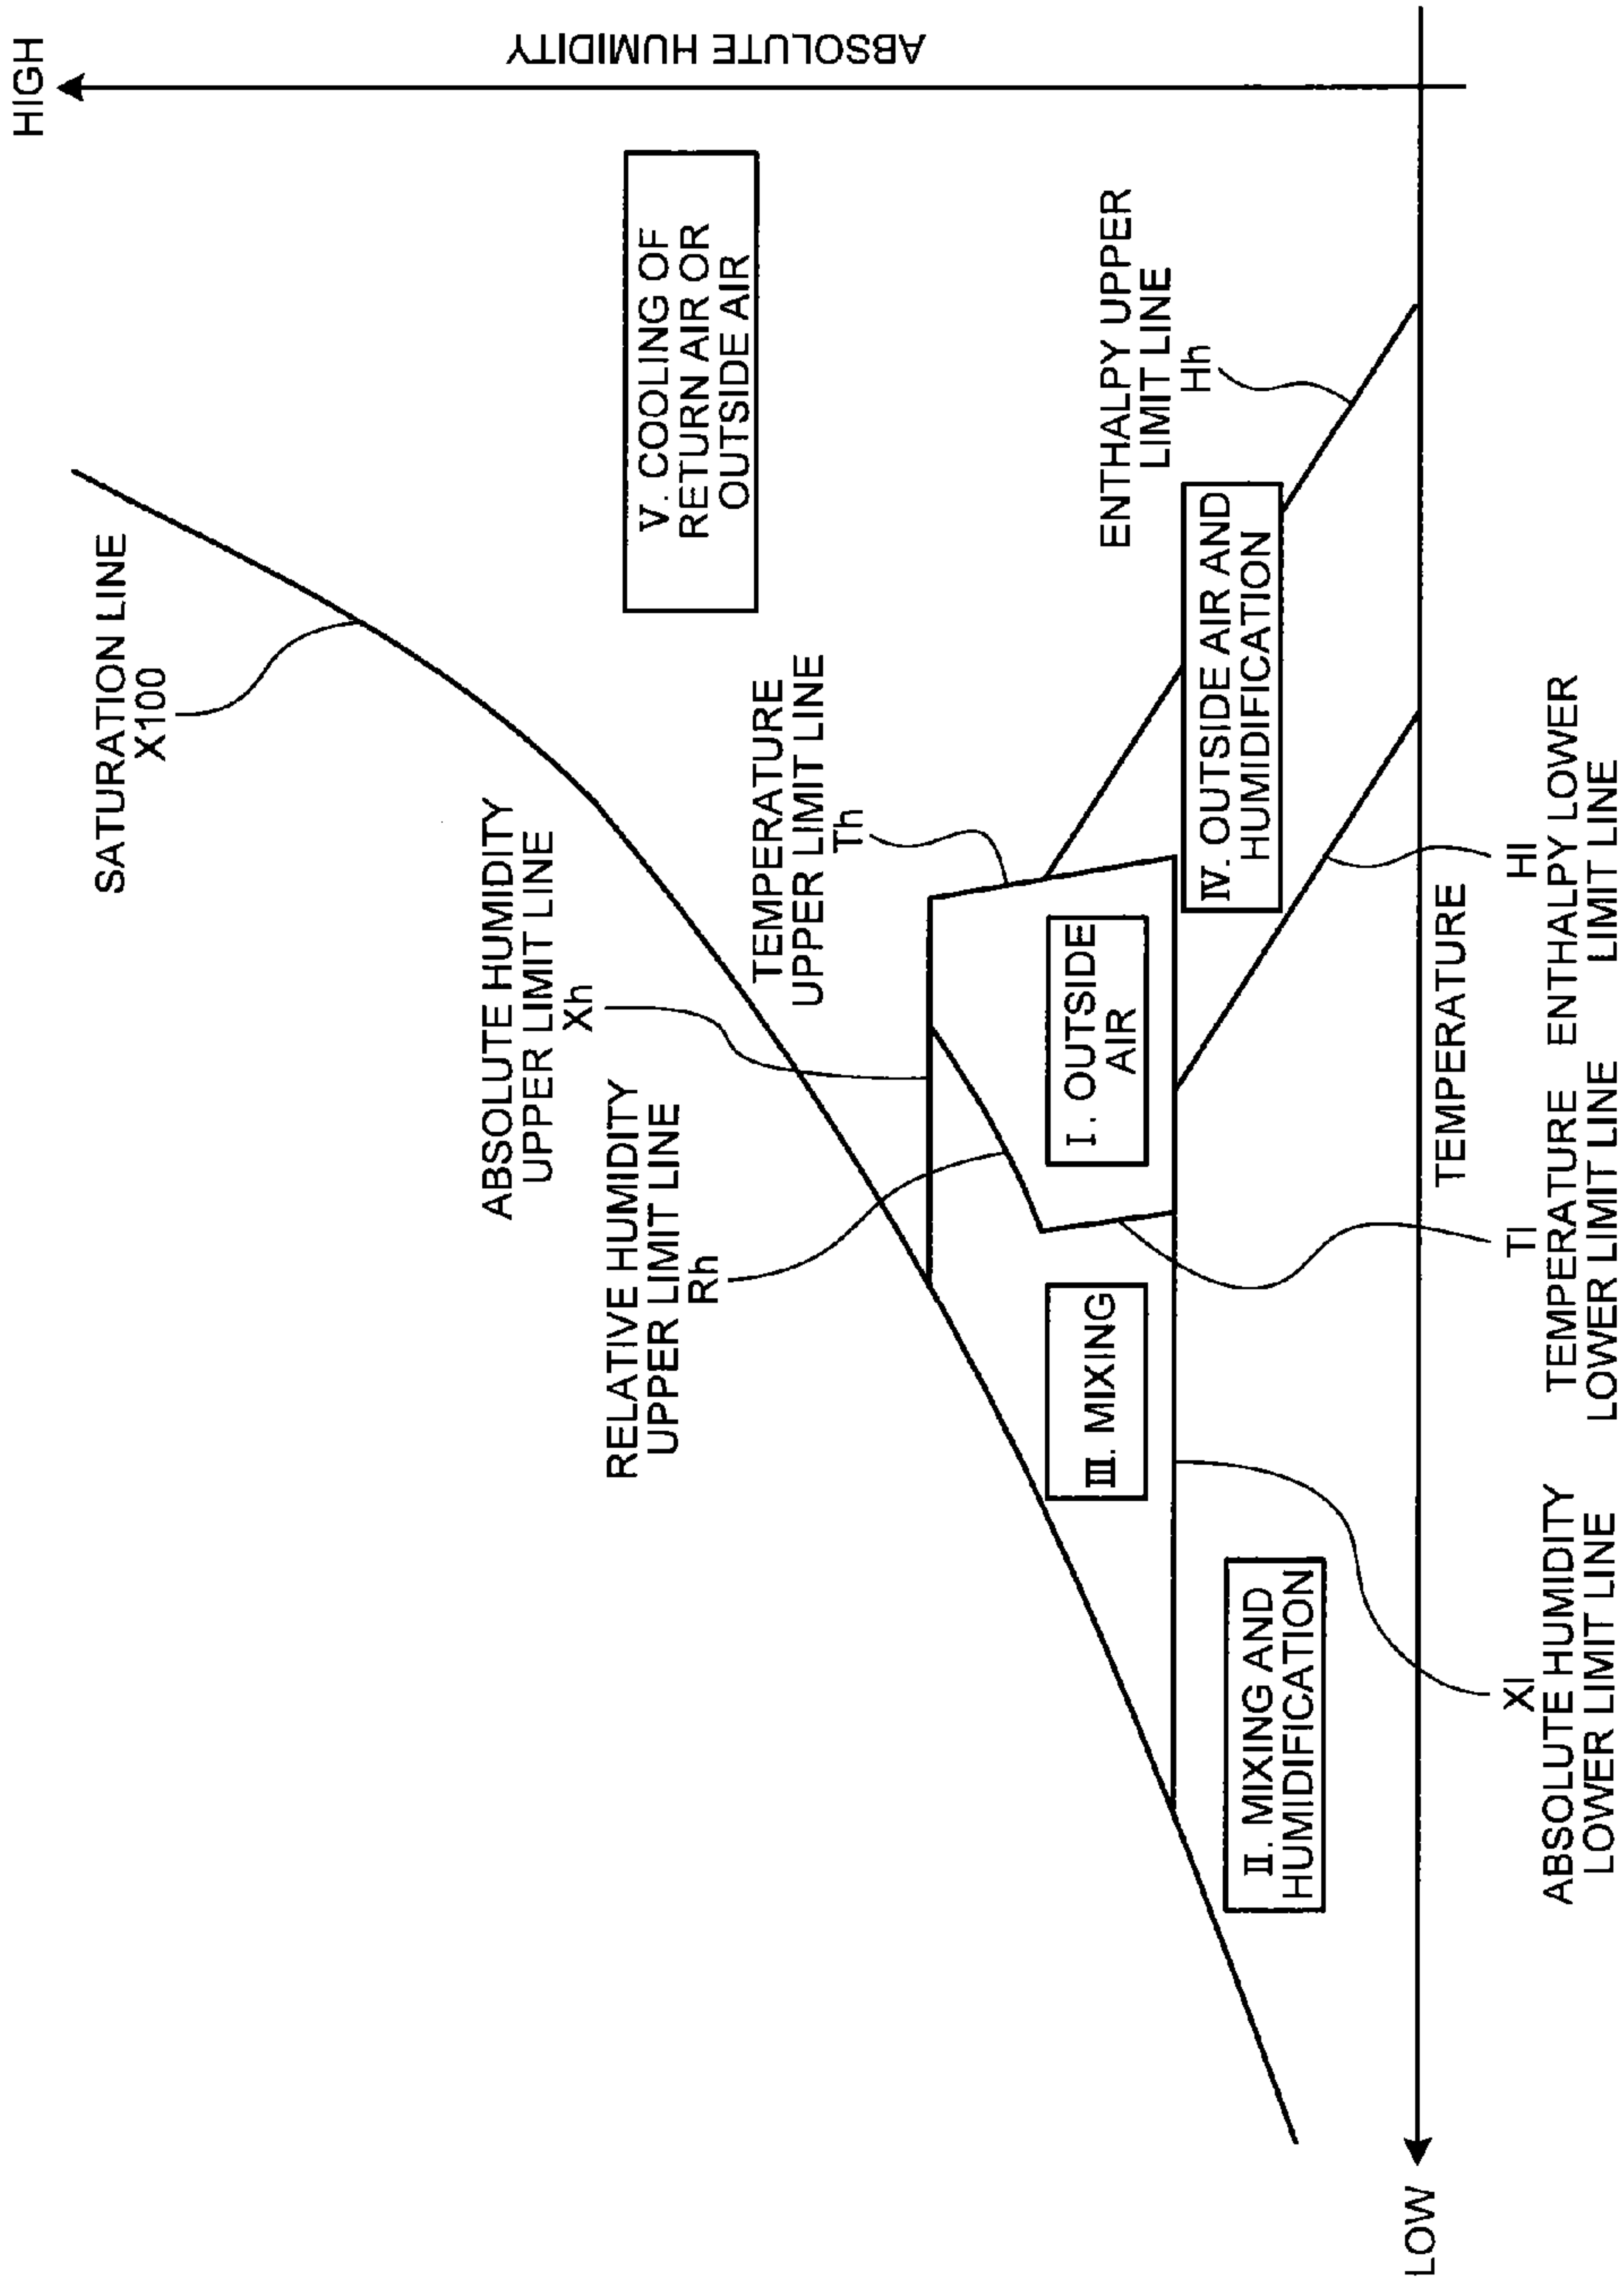 HIGH
ABSOLUTE HUMIDITY
SATURATION LINE
X100
V. COOLING OF
RETURN AIR OR
OUTSIDE AIR
ABSOLUTE HUMIDITY
UPPER LIMIT LINE
Xh
TEMPERATURE
UPPER LIMIT LINE
Th
RELATIVE HUMIDITY
UPPER LIMIT LINE
Rh
ENTHALPY UPPER
LIMIT LINE
Hh
III. MIXING
I. OUTSIDE
AIR
IV. OUTSIDE AIR AND
HUMIDIFICATION
II. MIXING AND
HUMIDIFICATION
LOW
TEMPERATURE
Xl
ABSOLUTE HUMIDITY
LOWER LIMIT LINE
Tl
TEMPERATURE
LOWER LIMIT LINE
Hl
ENTHALPY LOWER
LIMIT LINE